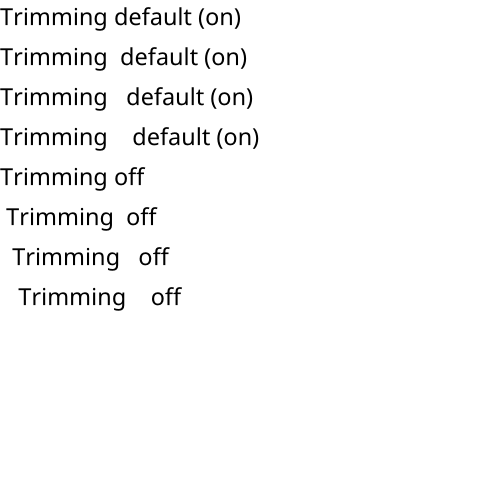 Trimming default (on)
Trimming  default (on)
Trimming   default (on)
Trimming    default (on)
Trimming off
 Trimming  off
  Trimming   off
   Trimming    off